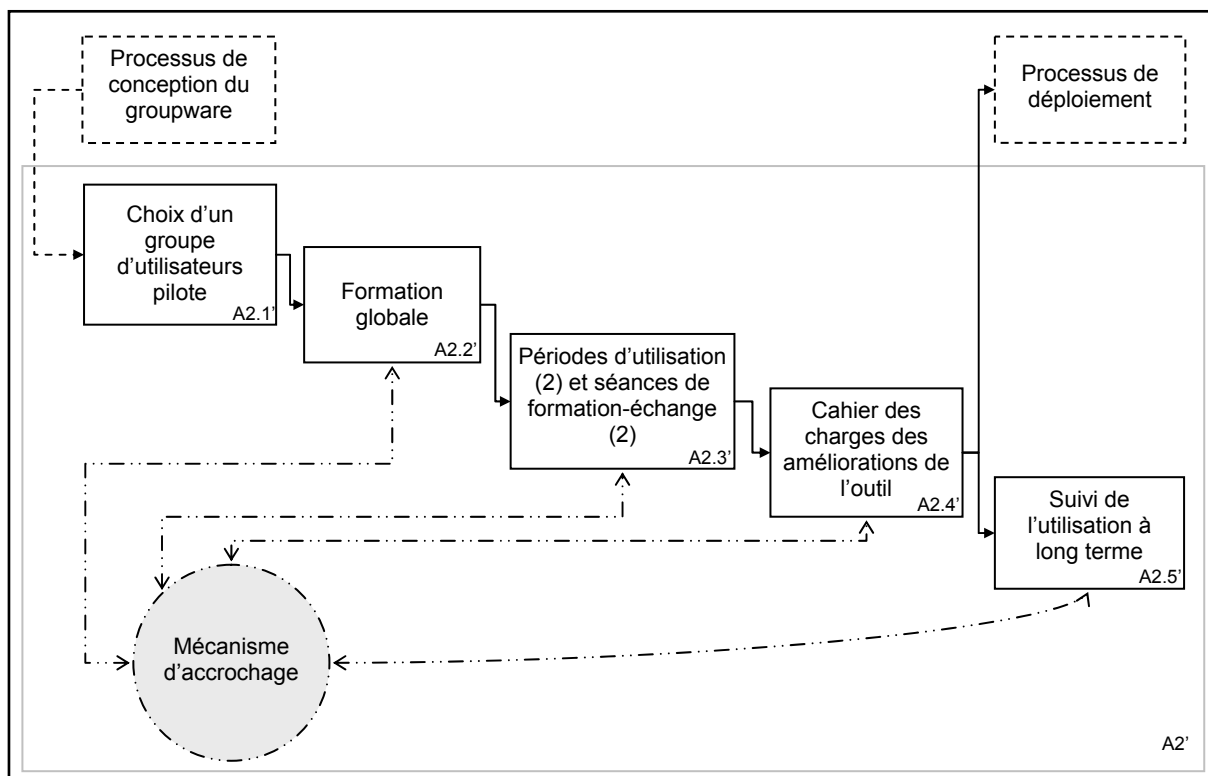 Processus de
conception du
groupware
Processus de
déploiement
Choix d’un
groupe
d’utilisateurs
pilote
A2.1’
Formation
globale
A2.2’
Périodes d’utilisation
(2) et séances de
formation-échange
(2)
A2.3’
Cahier des
charges des
améliorations de
l’outil
A2.4’
Suivi de
l’utilisation à
long terme
A2.5’
Mécanisme
d’accrochage
A2’